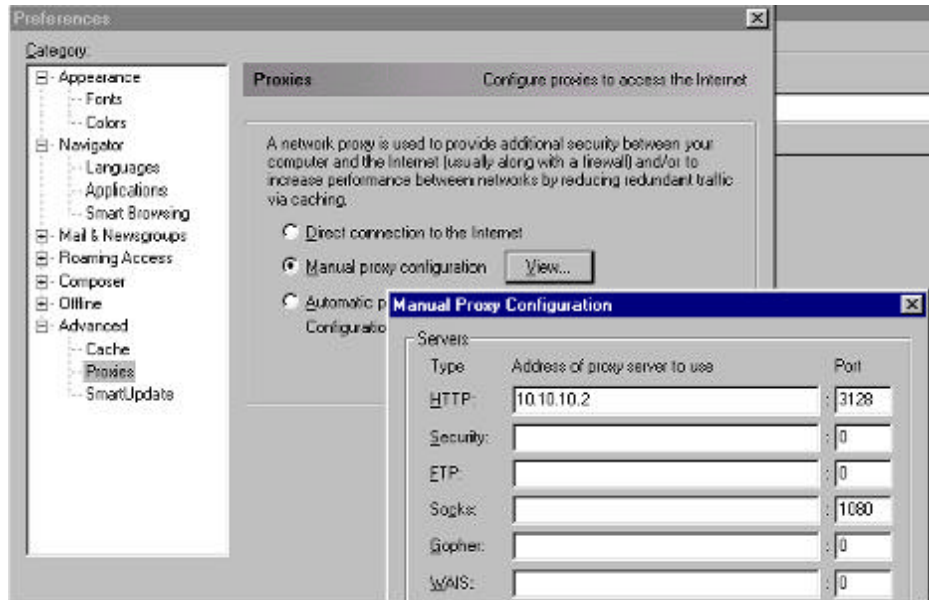 Preferences
Category:
Appearance
Fonts
Colors
Navigator
Languages
Applications
Smart Browsing
Mail & Newsgroups
Roaming Access
Composer
Offline
Advanced
Cache
Proxies
SmartUpdate
Proxies Configure proxies to access the Internet
A network proxy is used to provide additional security between your
computer and the Internet (usually along with a firewall) and/or to
increase performance between networks by reducing redundant traffic
via caching.
Direct connection to the Internet
Manual proxy configuration View...
Automatic p
Configuratio
Manual Proxy Configuration
Servers
Type Address of proxy server to use Port
HTTP: 10.10.10.2 : 3128
Security: : 0
FTP: : 0
Socks: : 1080
Gopher: : 0
WAIS: : 0